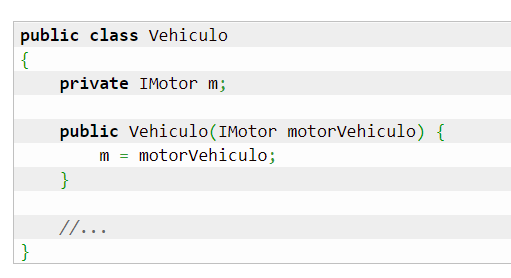 public class Vehiculo
{
    private IMotor m;

    public Vehiculo(IMotor motorVehiculo) {
        m = motorVehiculo;
    }

    //...
}